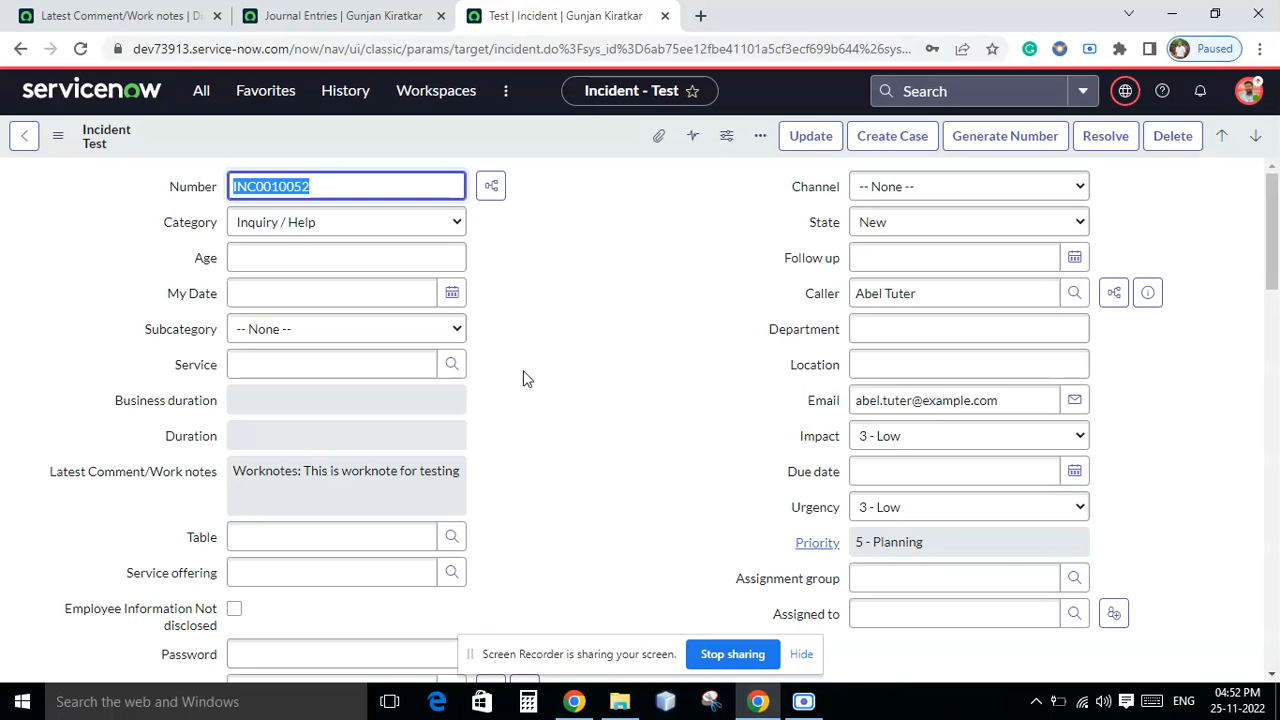 Latest Comment/Work notes | Di
Journal Entries | Gunjan Kiratkar
Test | Incident | Gunjan Kiratkar
dev73913.service-now.com/now/nav/ui/classic/params/target/incident.do%3Fsys_id%3D6ab75ee12fbe41101a5cf3ecf699b644%26sys...
Paused
servicenow
All
Favorites
History
Workspaces
Incident - Test
Search
Incident
Test
Update
Create Case
Generate Number
Resolve
Delete
Number
INC0010052
Channel
-- None --
Category
Inquiry / Help
State
New
Age
Follow up
My Date
Caller
Abel Tuter
Subcategory
-- None --
Department
Service
Location
Business duration
Email
abel.tuter@example.com
Duration
Impact
3 - Low
Latest Comment/Work notes
Worknotes: This is worknote for testing
Due date
Urgency
3 - Low
Table
Priority
5 - Planning
Service offering
Assignment group
Employee Information Not
disclosed
Assigned to
Password
Screen Recorder is sharing your screen.
Stop sharing
Hide
Search the web and Windows
ENG
04:52 PM
25-11-2022